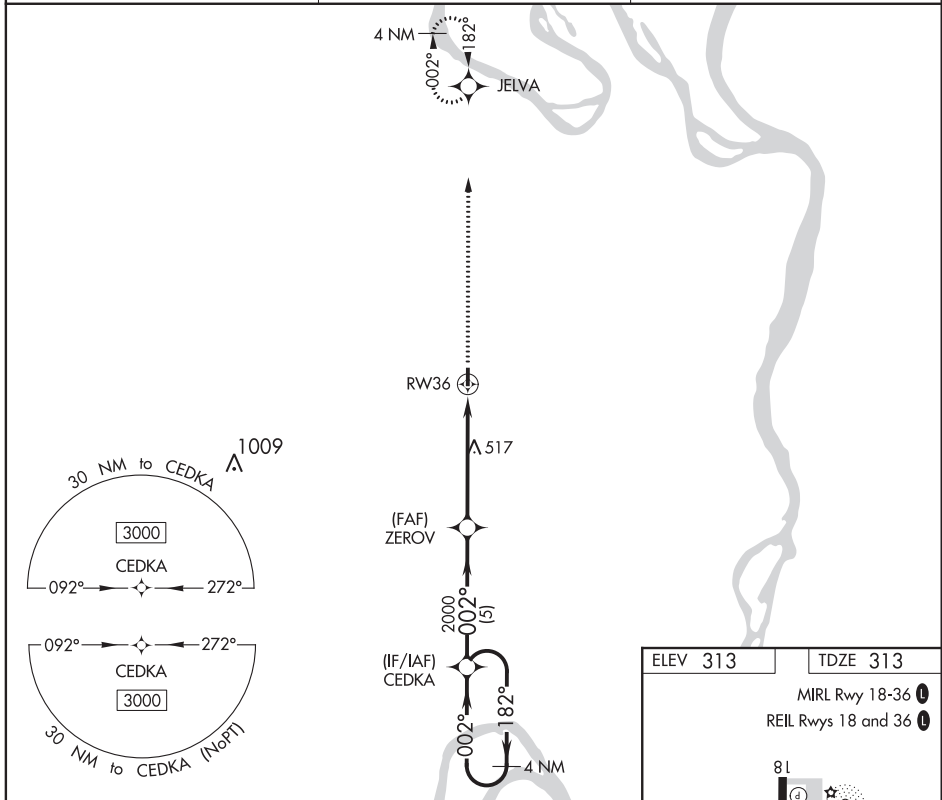 4 NM
182°
002°
JELVA
RW36
517
1009
30 NM to CEDKA
3000
CEDKA
092°
272°
(FAF)
ZEROV
2000
002°
(5)
092°
272°
CEDKA
3000
30 NM to CEDKA (NoPT)
(IF/IAF)
CEDKA
182°
002°
4 NM
ELEV 313
TDZE 313
MIRL Rwy 18-36 L
REIL Rwys 18 and 36 L
18
P